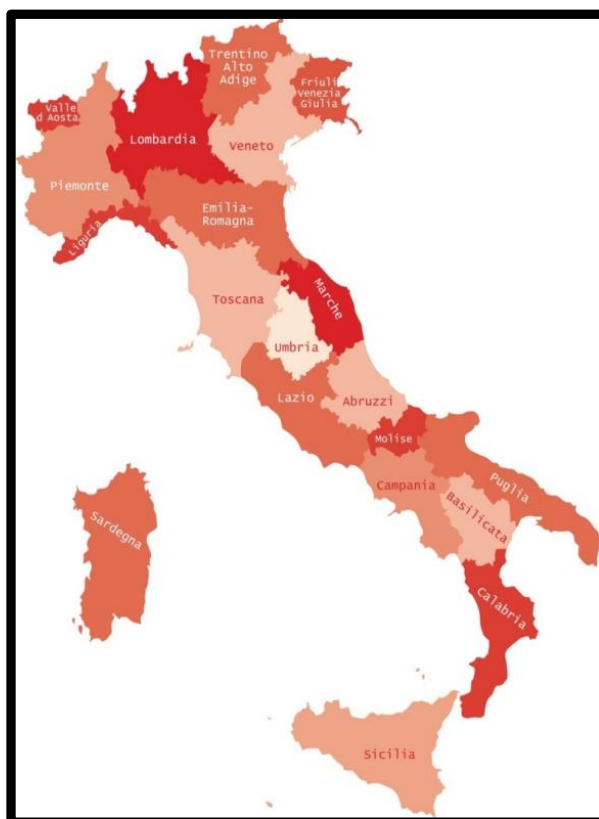 Trentino
Alto
Adige
Friuli
Venezia
Giulia
Valle
d Aosta
Lombardia
Veneto
Piemonte
Emilia-
Romagna
Liguria
Toscana
Marche
Umbria
Lazio
Abruzzi
Molise
Campania
Puglia
Basilicata
Sardegna
Calabria
Sicilia